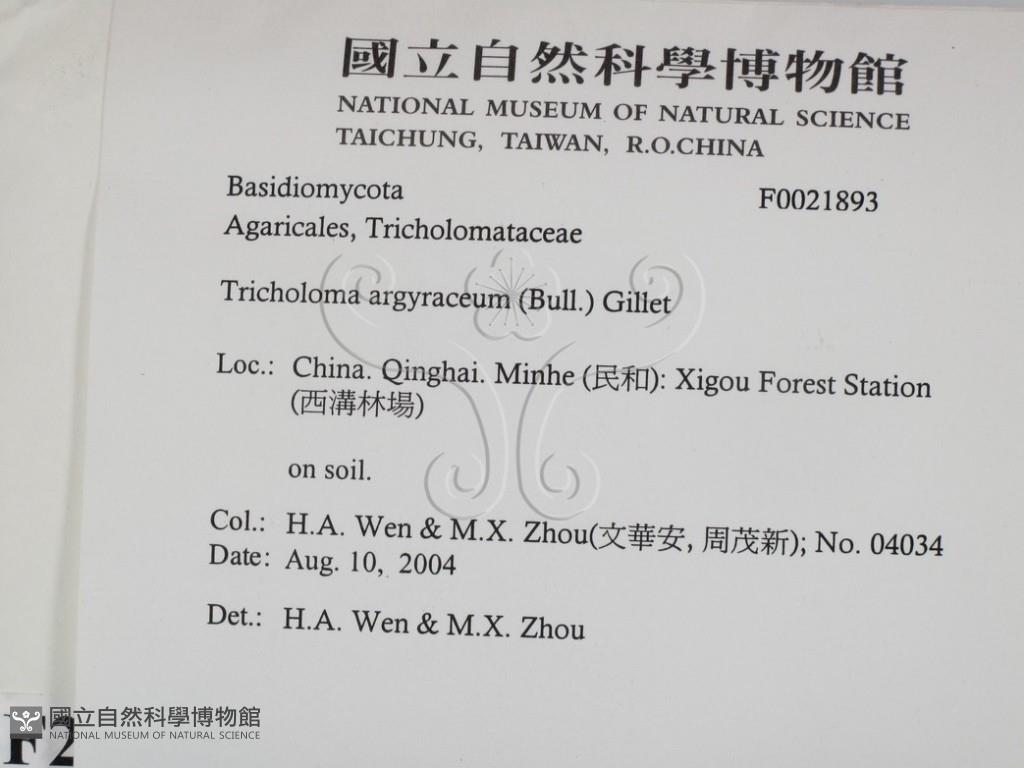 國立自然科學博物館
NATIONAL MUSEUM OF NATURAL SCIENCE
TAICHUNG, TAIWAN, R.O.CHINA
Basidiomycota F0021893
Agaricales, Tricholomataceae
Tricholoma argyraceum (Bull.) Gillet
Loc.: China. Qinghai. Minhe (民和): Xigou Forest Station
(西溝林場)
on soil.
Col.: H.A. Wen & M.X. Zhou(文華安, 周茂新); No. 04034
Date: Aug. 10, 2004
Det.: H.A. Wen & M.X. Zhou
國立自然科學博物館
NATIONAL MUSEUM OF NATURAL SCIENCE
F2